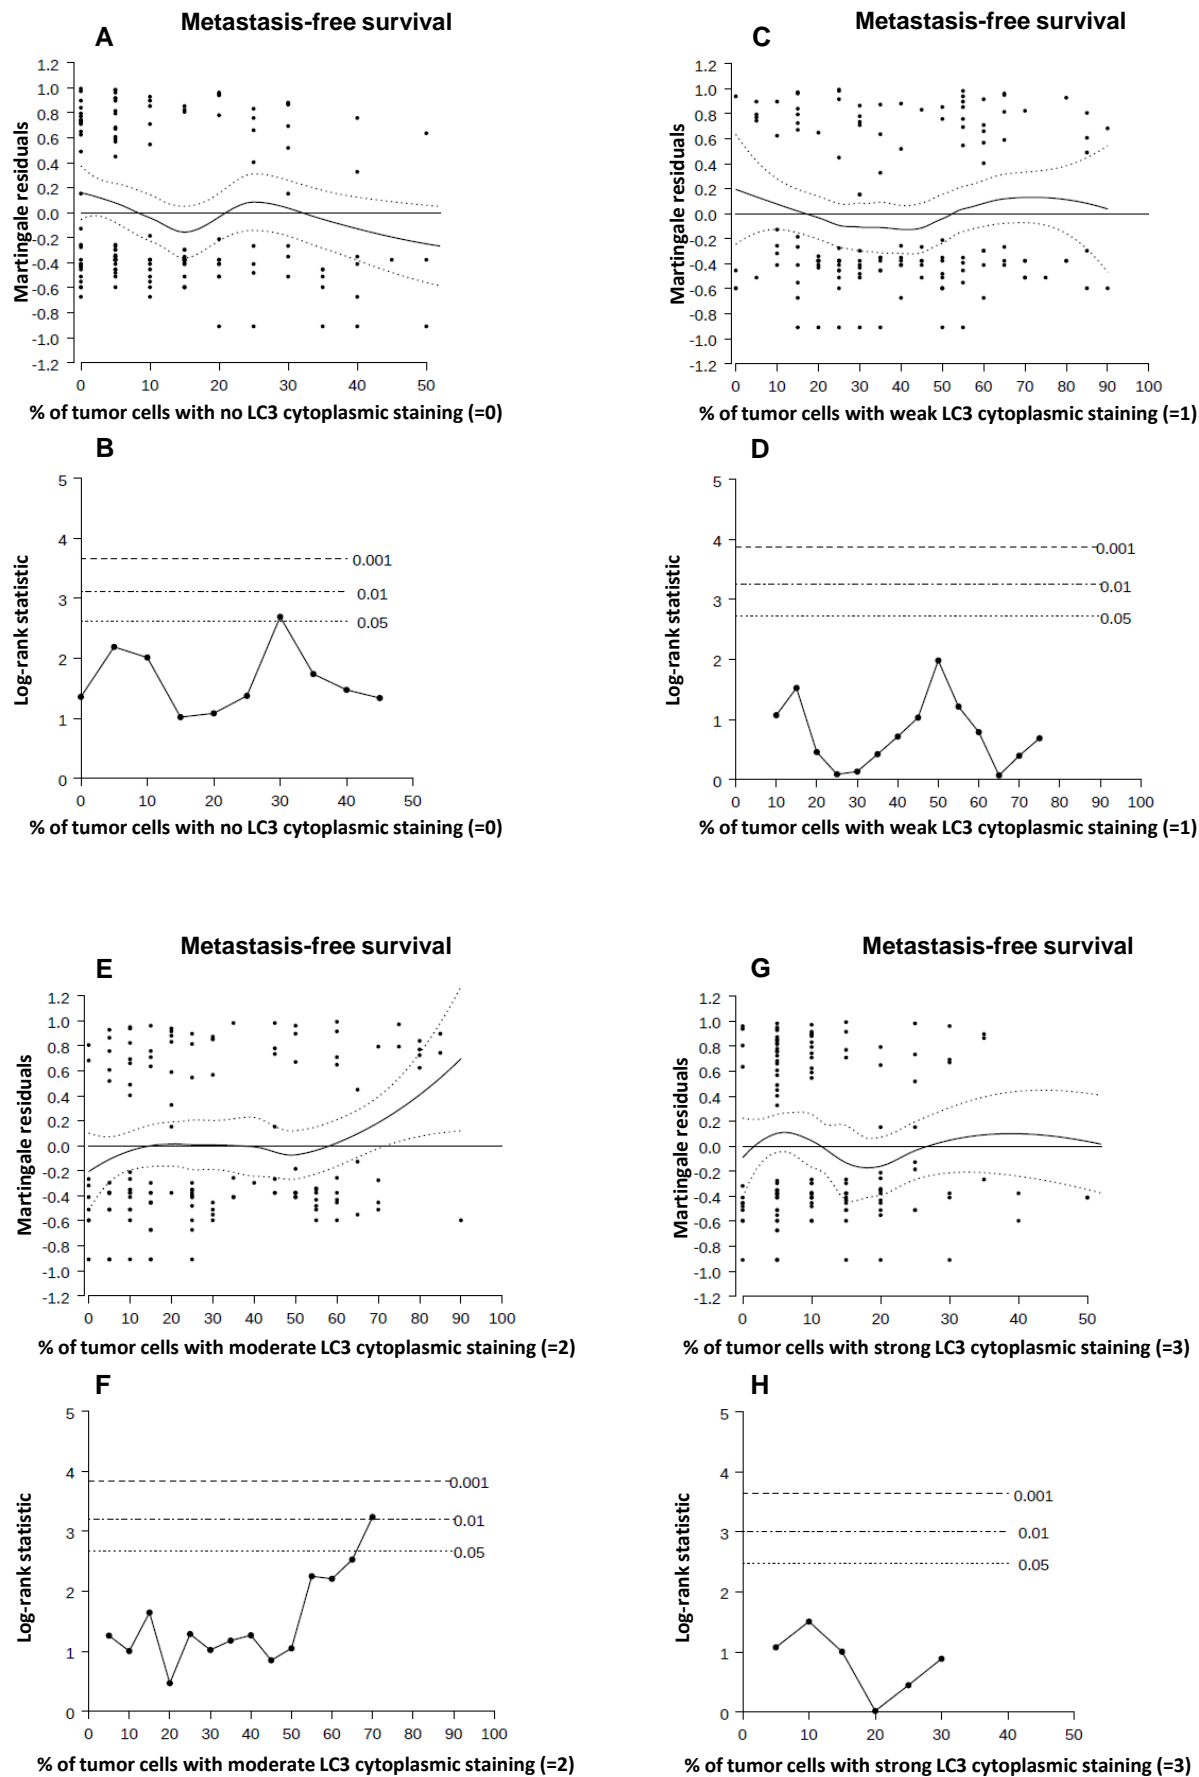 Metastasis-free survival
A
Martingale residuals
1.2
1.0
0.8
0.6
0.4
0.2
0.0
-0.2
-0.4
-0.6
-0.8
-1.0
-1.2
0 10 20 30 40 50
% of tumor cells with no LC3 cytoplasmic staining (=0)
B
Log-rank statistic
5
4
3
2
1
0
0.001
0.01
0.05
0 10 20 30 40 50
% of tumor cells with no LC3 cytoplasmic staining (=0)
Metastasis-free survival
C
Martingale residuals
1.2
1.0
0.8
0.6
0.4
0.2
0.0
-0.2
-0.4
-0.6
-0.8
-1.0
-1.2
0 10 20 30 40 50 60 70 80 90 100
% of tumor cells with weak LC3 cytoplasmic staining (=1)
D
Log-rank statistic
5
4
3
2
1
0
0.001
0.01
0.05
0 10 20 30 40 50 60 70 80 90 100
% of tumor cells with weak LC3 cytoplasmic staining (=1)
Metastasis-free survival
E
Martingale residuals
1.2
1.0
0.8
0.6
0.4
0.2
0.0
-0.2
-0.4
-0.6
-0.8
-1.0
-1.2
0 10 20 30 40 50 60 70 80 90 100
% of tumor cells with moderate LC3 cytoplasmic staining (=2)
F
Log-rank statistic
5
4
3
2
1
0
0.001
0.01
0.05
0 10 20 30 40 50 60 70 80 90 100
% of tumor cells with moderate LC3 cytoplasmic staining (=2)
Metastasis-free survival
G
Martingale residuals
1.2
1.0
0.8
0.6
0.4
0.2
0.0
-0.2
-0.4
-0.6
-0.8
-1.0
-1.2
0 10 20 30 40 50
% of tumor cells with strong LC3 cytoplasmic staining (=3)
H
Log-rank statistic
5
4
3
2
1
0
0.001
0.01
0.05
0 10 20 30 40 50
% of tumor cells with strong LC3 cytoplasmic staining (=3)